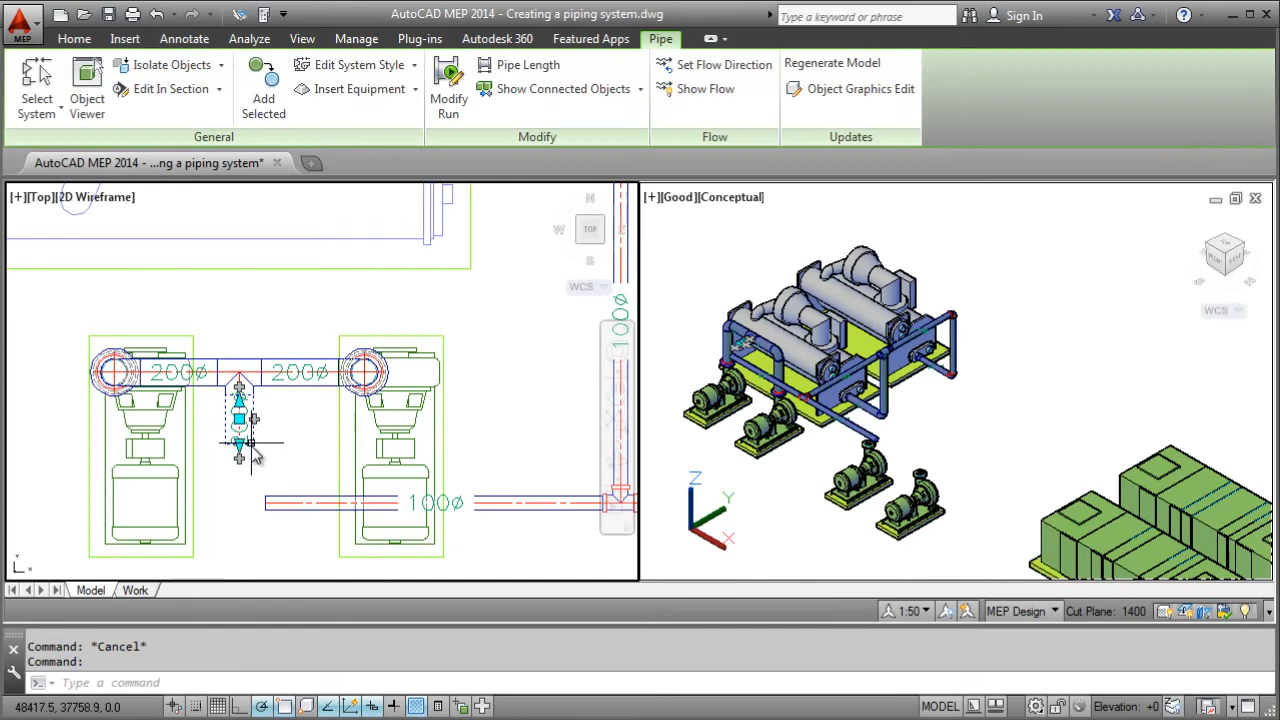 AutoCAD MEP 2014 - Creating a piping system.dwg
Type a keyword or phrase
Sign In
MEP
Home
Insert
Annotate
Analyze
View
Manage
Plug-ins
Autodesk 360
Featured Apps
Pipe
Select System
Object Viewer
Isolate Objects
Edit In Section
Add Selected
Edit System Style
Insert Equipment
General
Modify Run
Pipe Length
Show Connected Objects
Modify
Set Flow Direction
Show Flow
Flow
Regenerate Model
Object Graphics Edit
Updates
AutoCAD MEP 2014 - ...ng a piping system*
[+][Top][2D Wireframe]
N
W
TOP
E
S
WCS
100ø
200ø
200ø
100ø
[+][Good][Conceptual]
WCS
Z
Y
X
Model
Work
1:50
MEP Design
Cut Plane: 1400
Command: *Cancel*
Command:
Type a command
48417.5, 37758.9, 0.0
MODEL
Elevation: +0